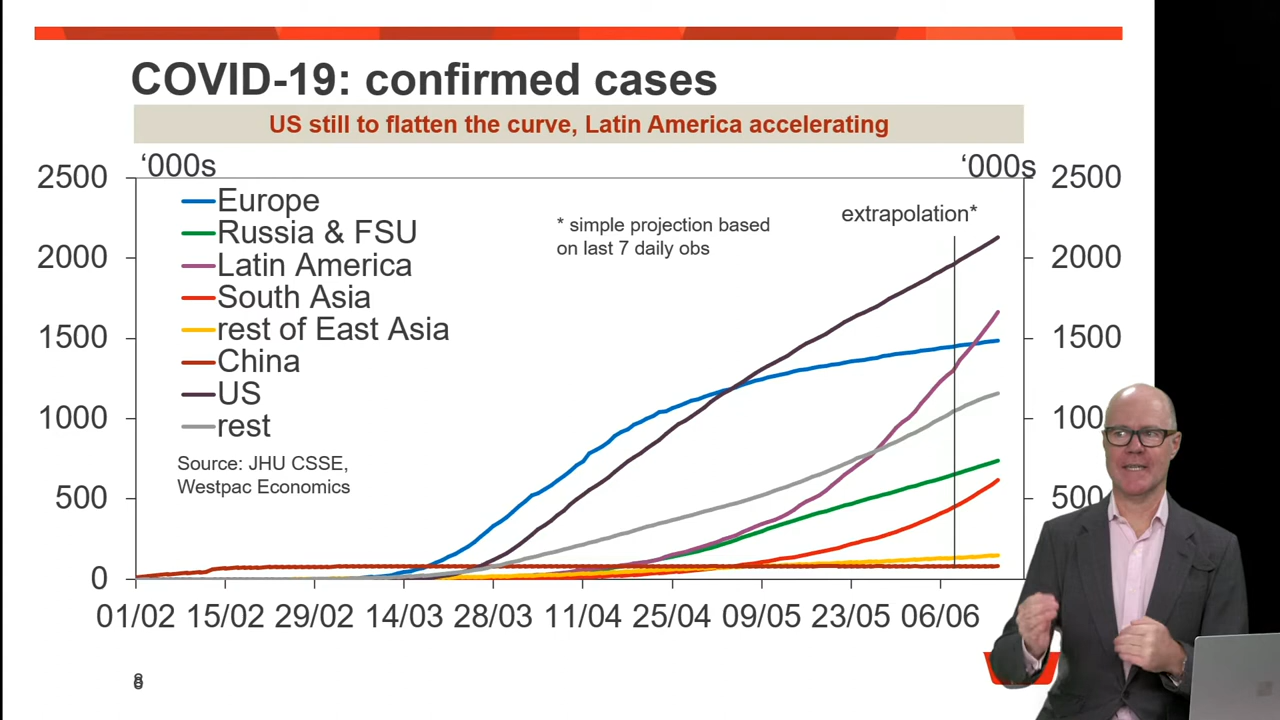 COVID-19: confirmed cases
US still to flatten the curve, Latin America accelerating
‘000s
‘000s
2500
2000
1500
1000
500
0
2500
2000
1500
100
500
Europe
Russia & FSU
Latin America
South Asia
rest of East Asia
China
US
rest
Source: JHU CSSE,
Westpac Economics
* simple projection based
on last 7 daily obs
extrapolation*
01/02 15/02 29/02 14/03 28/03 11/04 25/04 09/05 23/05 06/06